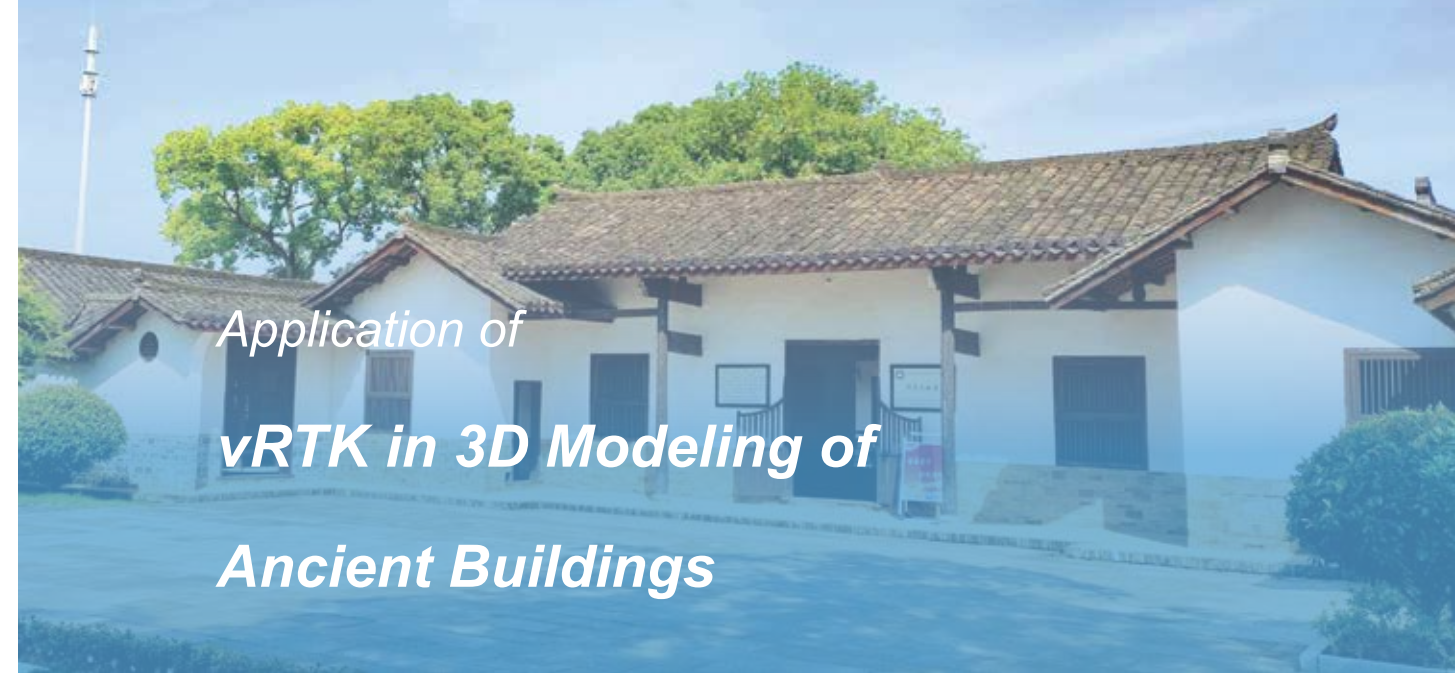 Application of
vRTK in 3D Modeling of
Ancient Buildings